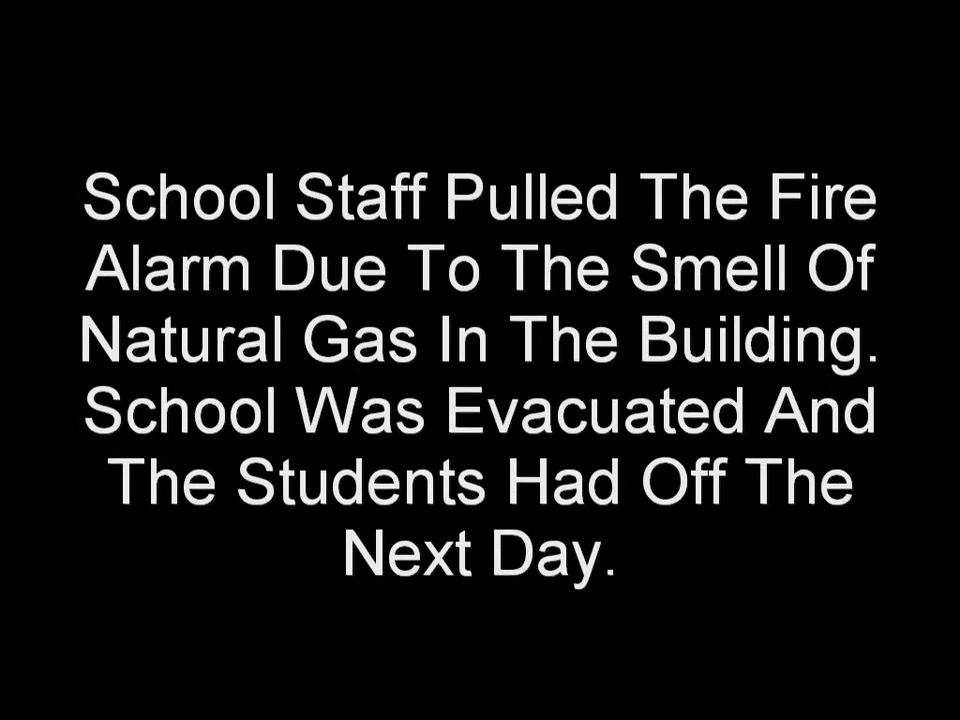 School Staff Pulled The Fire
Alarm Due To The Smell Of
Natural Gas In The Building.
School Was Evacuated And
The Students Had Off The
Next Day.